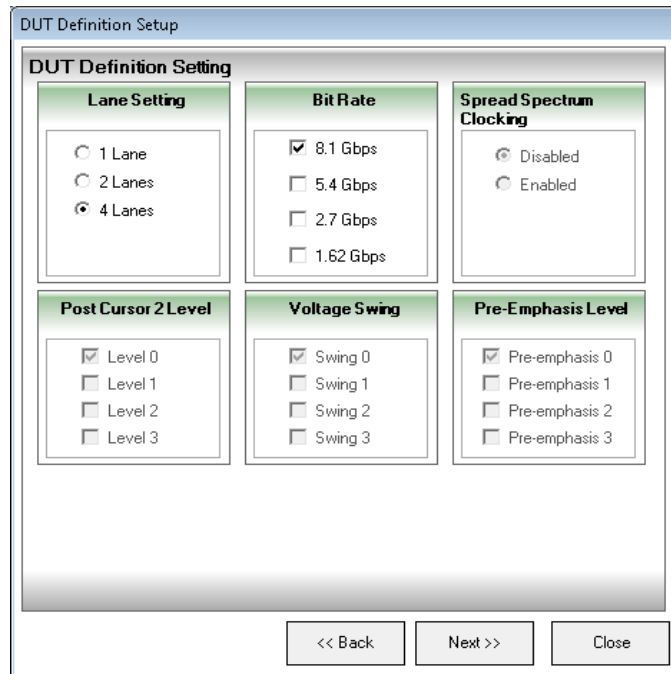 DUT Definition Setup
DUT Definition Setting
Lane Setting
1 Lane
2 Lanes
4 Lanes
Bit Rate
8.1 Gbps
5.4 Gbps
2.7 Gbps
1.62 Gbps
Spread Spectrum
Clocking
Disabled
Enabled
Post Cursor 2 Level
Level 0
Level 1
Level 2
Level 3
Voltage Swing
Swing 0
Swing 1
Swing 2
Swing 3
Pre-Emphasis Level
Pre-emphasis 0
Pre-emphasis 1
Pre-emphasis 2
Pre-emphasis 3
<< Back
Next >>
Close